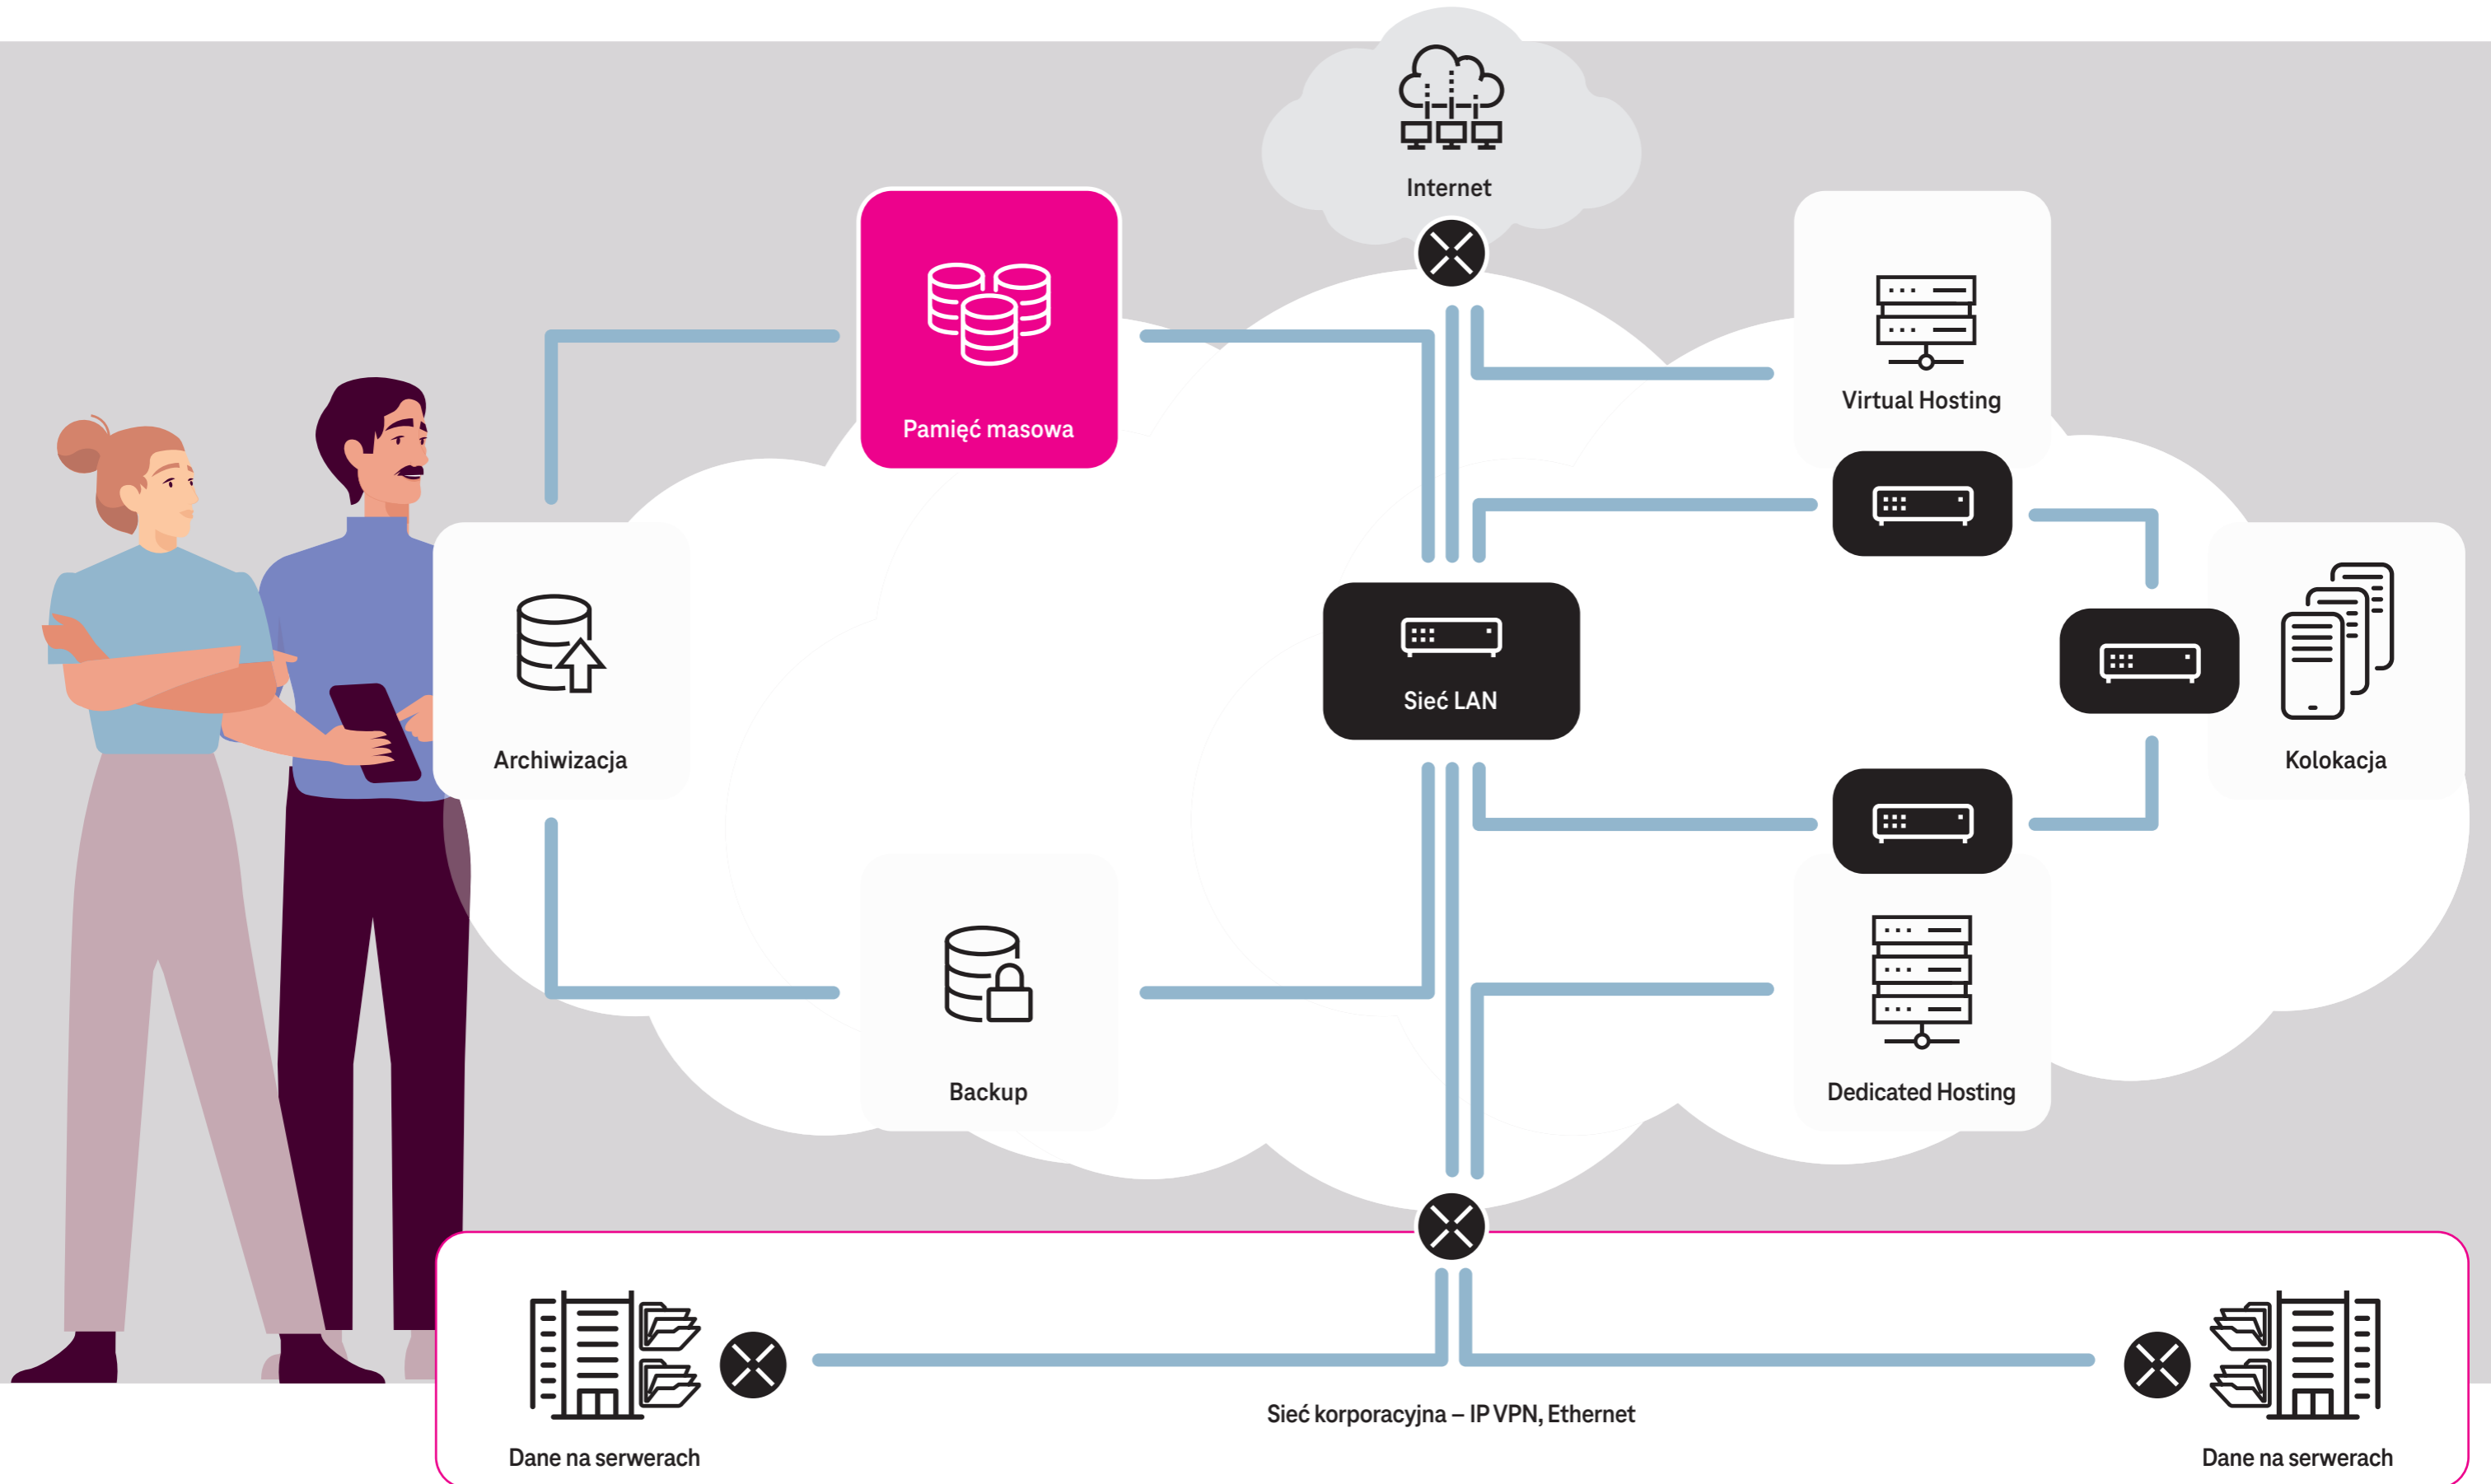 Internet
Pamięć masowa
Virtual Hosting
Sieć LAN
Archiwizacja
Kolokacja
Backup
Dedicated Hosting
Sieć korporacyjna – IP VPN, Ethernet
Dane na serwerach
Dane na serwerach